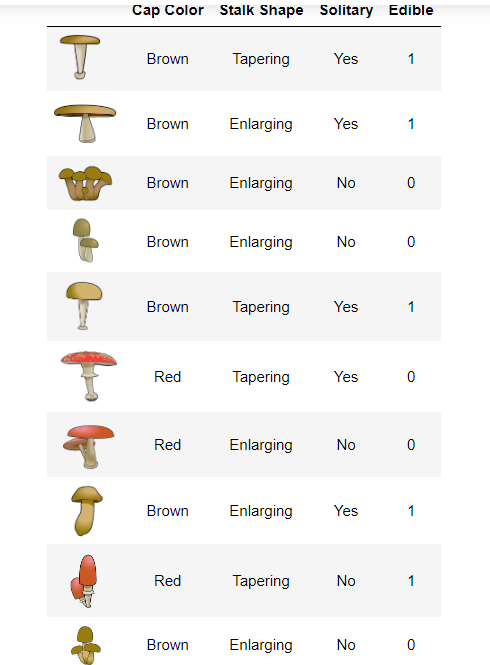 Cap Color Stalk Shape Solitary Edible
Brown Tapering Yes 1
Brown Enlarging Yes 1
Brown Enlarging No 0
Brown Enlarging No 0
Brown Tapering Yes 1
Red Tapering Yes 0
Red Enlarging No 0
Brown Enlarging Yes 1
Red Tapering No 1
Brown Enlarging No 0